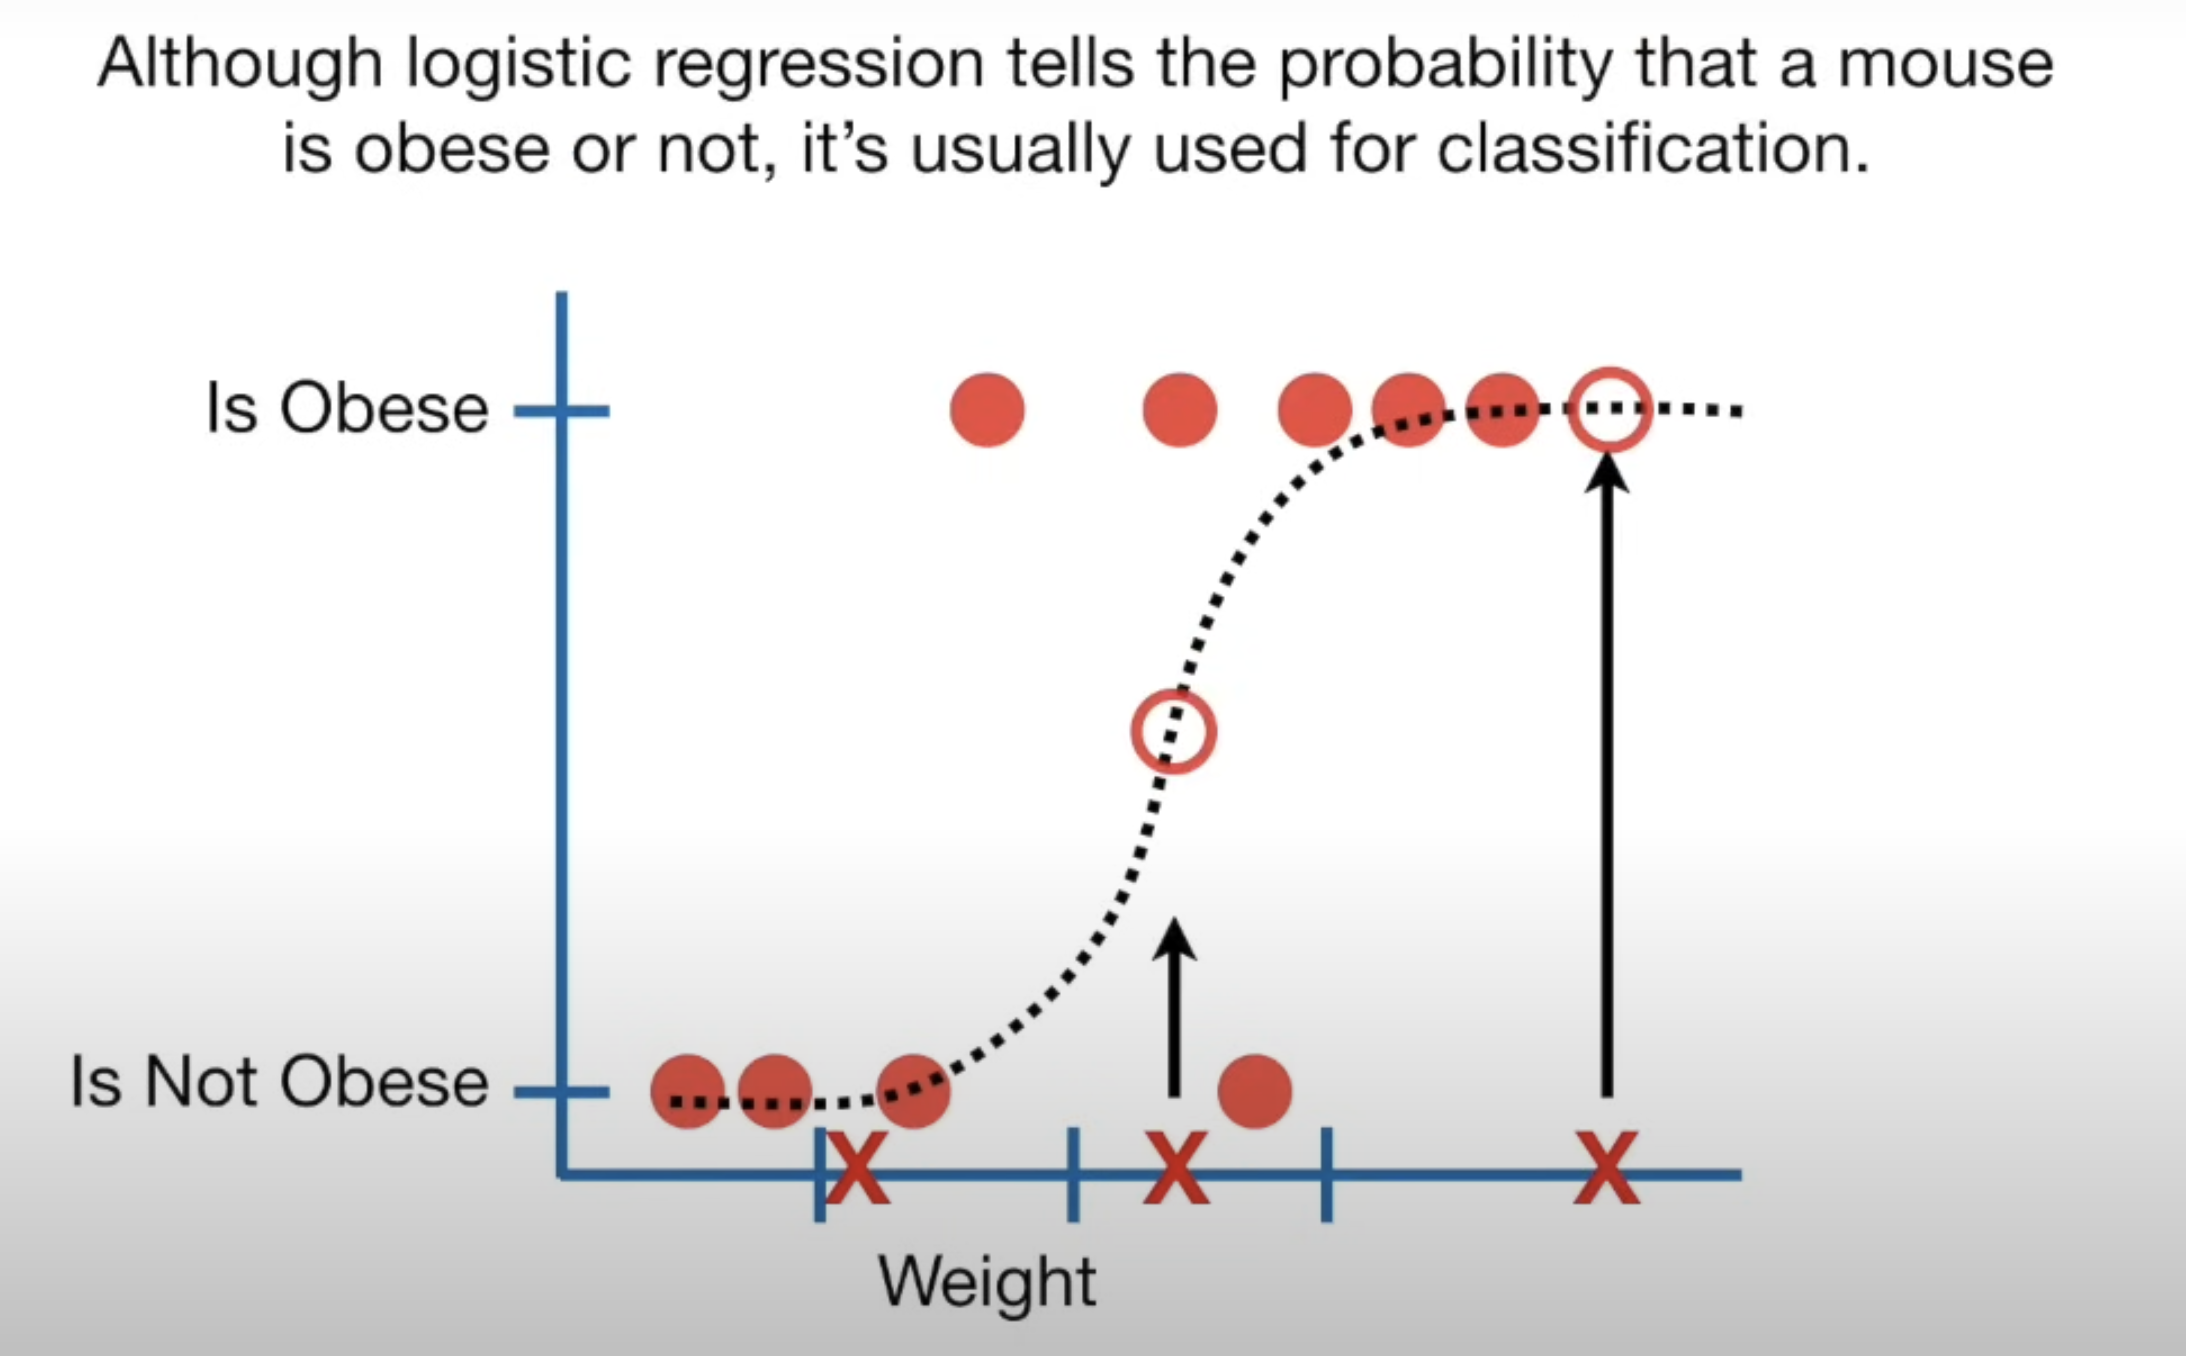 Although logistic regression tells the probability that a mouse
is obese or not, it’s usually used for classification.
Is Obese
Is Not Obese
X X X
Weight